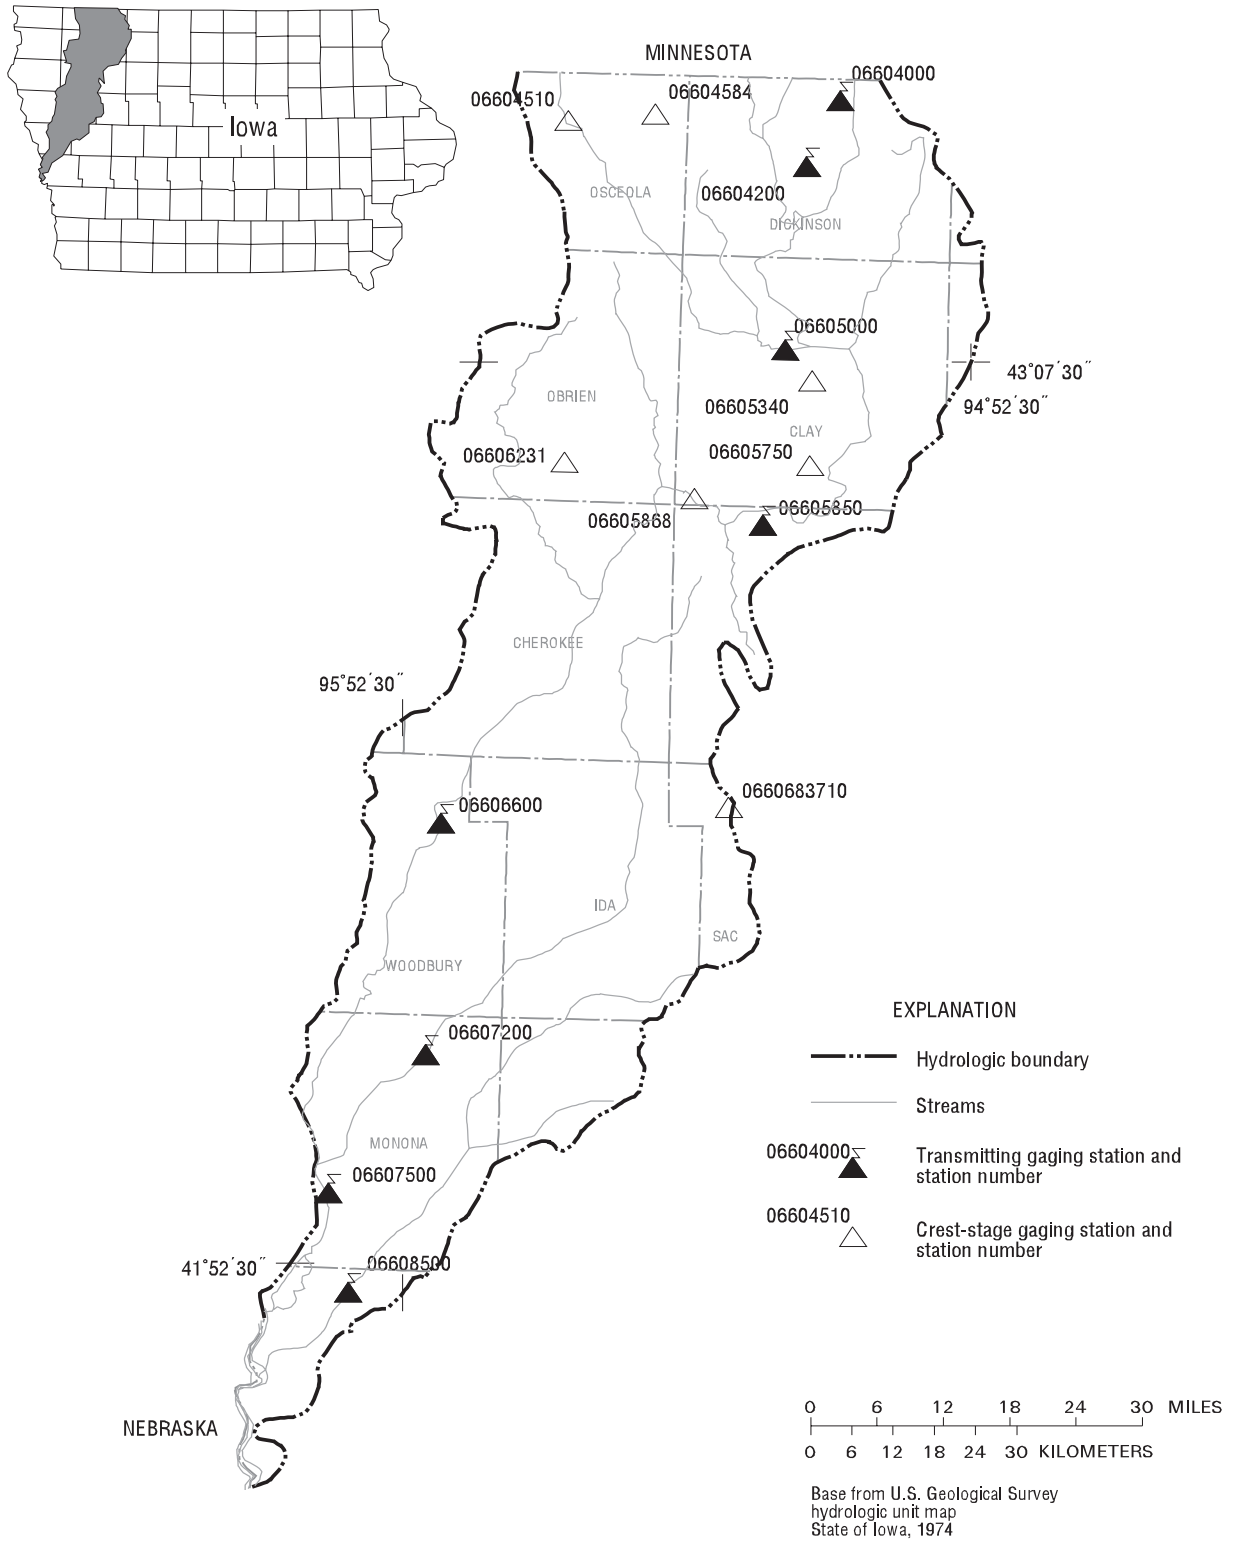 MINNESOTA
06604000
06604510
06604584
Iowa
OSCEOLA
06604200
DICKINSON
06605000
43°07´30˝
94°52´30˝
OBRIEN
06605340
CLAY
06605750
06606231
06605850
06605868
CHEROKEE
95°52´30˝
0660683710
06606600
IDA
SAC
WOODBURY
EXPLANATION
06607200
Hydrologic boundary
Streams
MONONA
06604000
Transmitting gaging station and
station number
06607500
06604510
Crest-stage gaging station and
station number
41°52´30˝
06608500
NEBRASKA
0 6 12 18 24 30 MILES
0 6 12 18 24 30 KILOMETERS
Base from U.S. Geological Survey
hydrologic unit map
State of Iowa, 1974